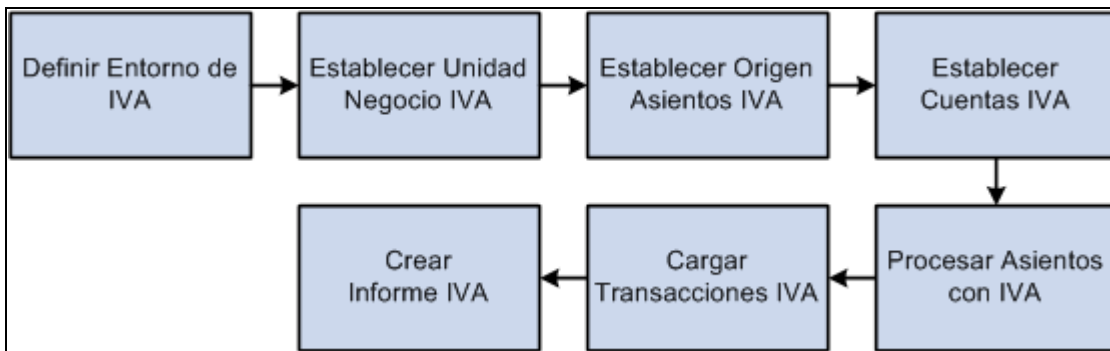 Definir Entorno de
IVA
Establecer Unidad
Negocio IVA
Establecer Origen
Asientos IVA
Establecer
Cuentas IVA
Procesar Asientos
con IVA
Cargar
Transacciones IVA
Crear
Informe IVA